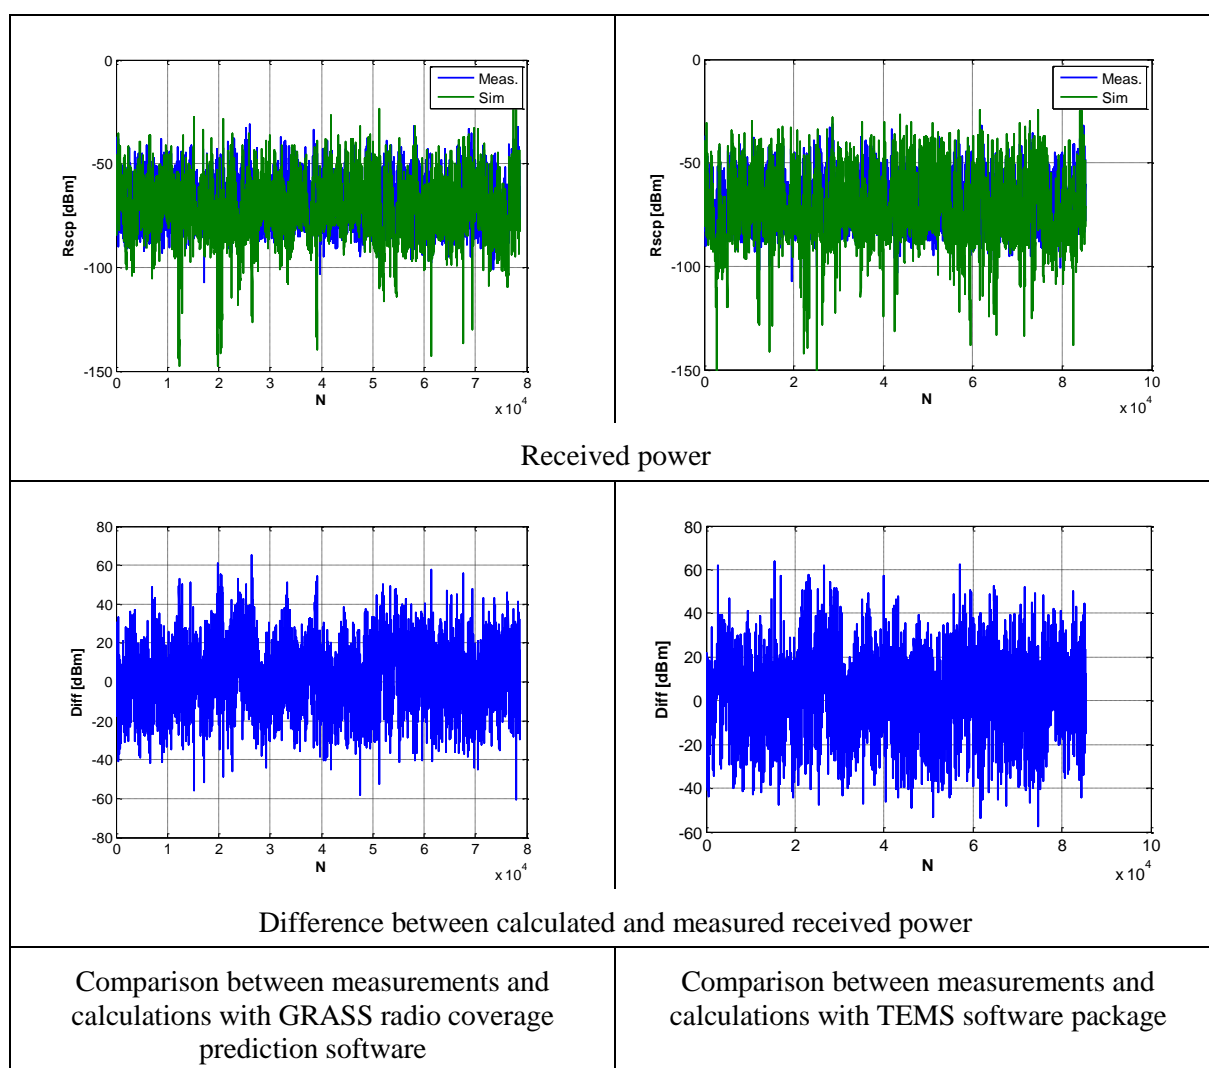 0
-50
-100
-150
Rscp [dBm]
Meas.
Sim
0 1 2 3 4 5 6 7 8
N
x 10^4
0
-50
-100
-150
Rscp [dBm]
Meas.
Sim
0 2 4 6 8 10
N
x 10^4
Received power
80
60
40
20
0
-20
-40
-60
-80
Diff [dBm]
0 1 2 3 4 5 6 7 8
N
x 10^4
80
60
40
20
0
-20
-40
-60
Diff [dBm]
0 2 4 6 8 10
N
x 10^4
Difference between calculated and measured received power
Comparison between measurements and
calculations with GRASS radio coverage
prediction software
Comparison between measurements and
calculations with TEMS software package